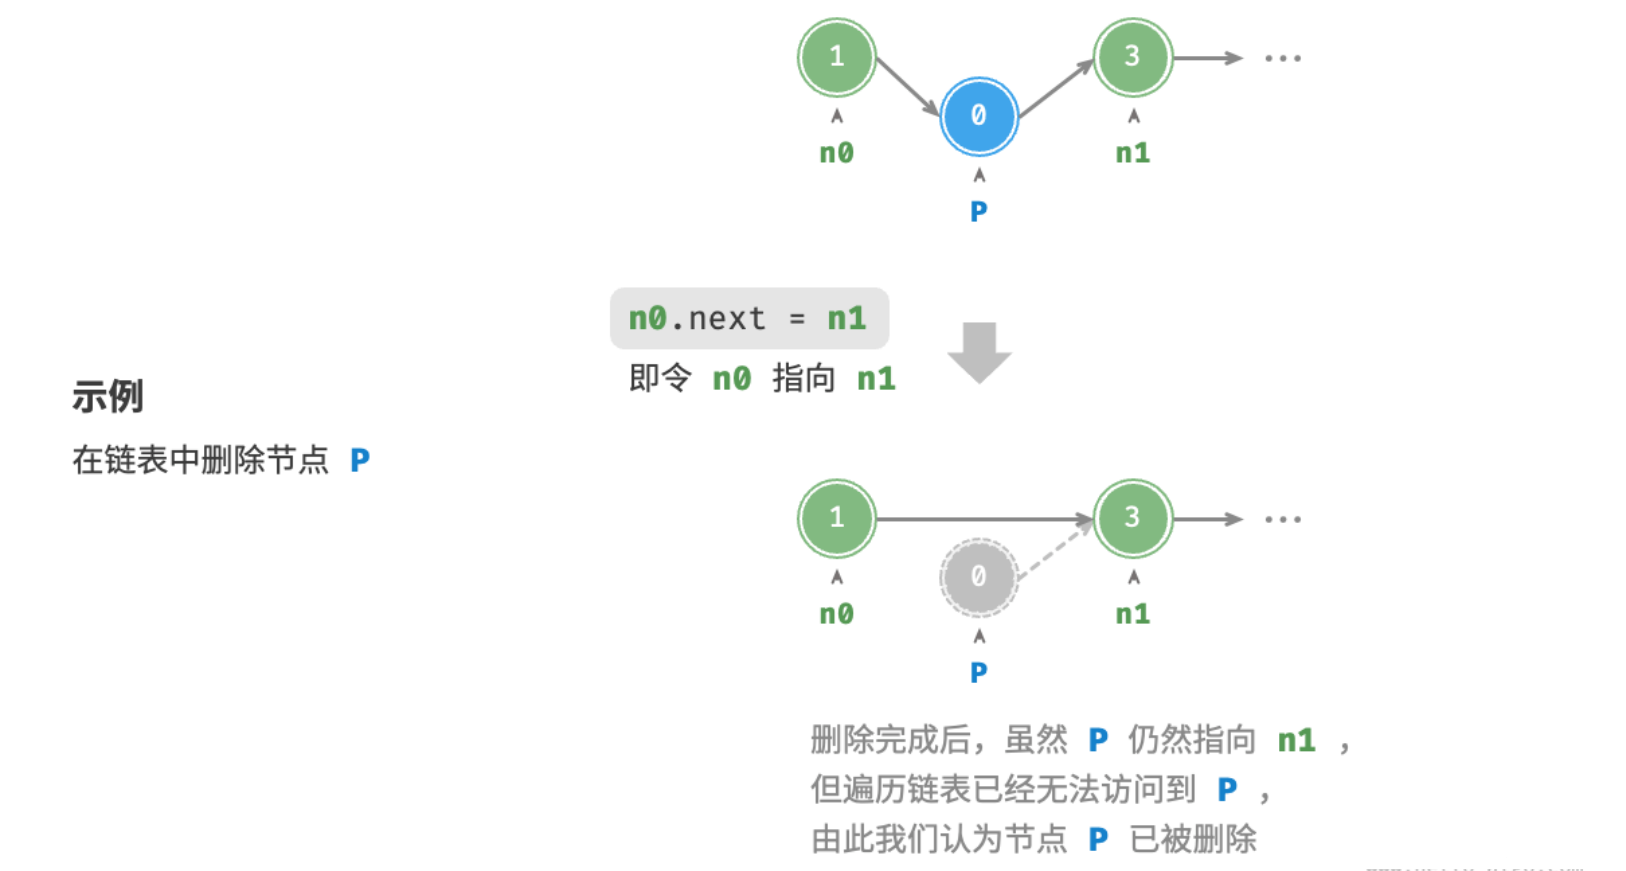 1
3
...
0
n0
n1
P
n0.next = n1
即令 n0 指向 n1
示例
在链表中删除节点 P
1
3
...
0
n0
n1
P
删除完成后，虽然 P 仍然指向 n1 ，
但遍历链表已经无法访问到 P ，
由此我们认为节点 P 已被删除